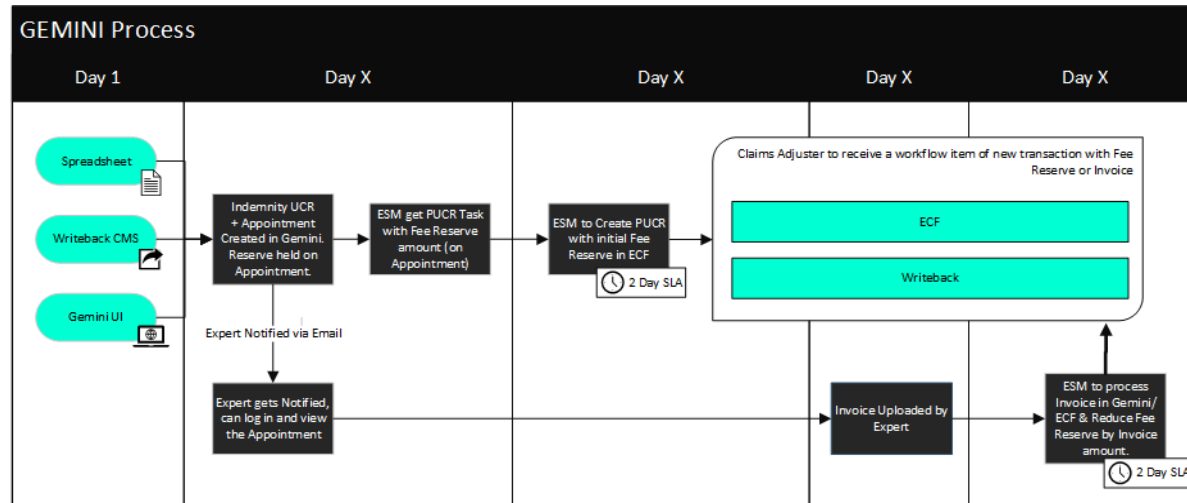 GEMINI Process
Day 1
Day X
Day X
Day X
Day X
Spreadsheet
Writeback CMS
Gemini UI
Indemnity UCR
+ Appointment
Created in Gemini.
Reserve held on
Appointment.
ESM get PUCR Task
with Fee Reserve
amount (on
Appointment)
ESM to Create PUCR
with initial Fee
Reserve in ECF
2 Day SLA
Claims Adjuster to receive a workflow item of new transaction with Fee
Reserve or Invoice
ECF
Writeback
Expert Notified via Email
Expert gets Notified,
can log in and view
the Appointment
Invoice Uploaded by
Expert
ESM to process
Invoice in Gemini/
ECF & Reduce Fee
Reserve by Invoice
amount.
2 Day SLA